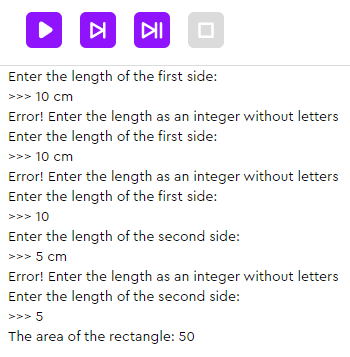 Enter the length of the first side:
>>> 10 cm
Error! Enter the length as an integer without letters
Enter the length of the first side:
>>> 10 cm
Error! Enter the length as an integer without letters
Enter the length of the first side:
>>> 10
Enter the length of the second side:
>>> 5 cm
Error! Enter the length as an integer without letters
Enter the length of the second side:
>>> 5
The area of the rectangle: 50